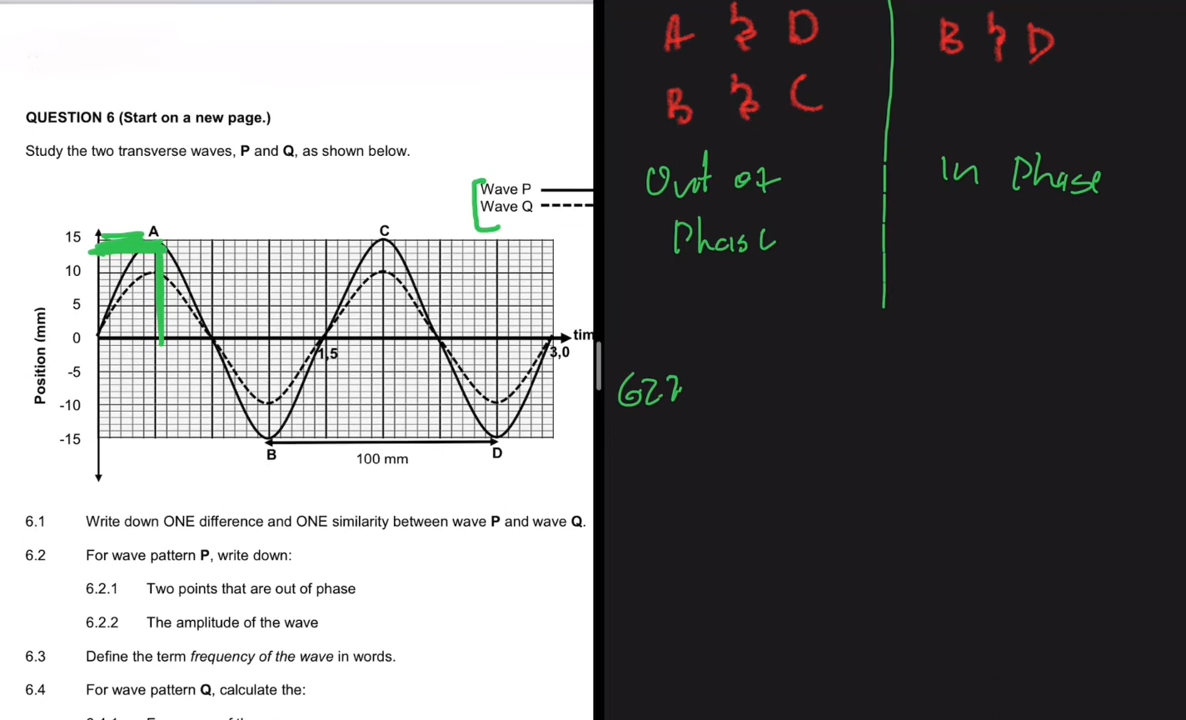 QUESTION 6 (Start on a new page.)
Study the two transverse waves, P and Q, as shown below.
Wave P
Wave Q
15
A
C
10
5
0
tim
1,5
3,0
-5
-10
-15
Position (mm)
B
100 mm
D
6.1 Write down ONE difference and ONE similarity between wave P and wave Q.
6.2 For wave pattern P, write down:
6.2.1 Two points that are out of phase
6.2.2 The amplitude of the wave
6.3 Define the term frequency of the wave in words.
6.4 For wave pattern Q, calculate the:
A & D
B & C
Out of
Phase
B & D
In Phase